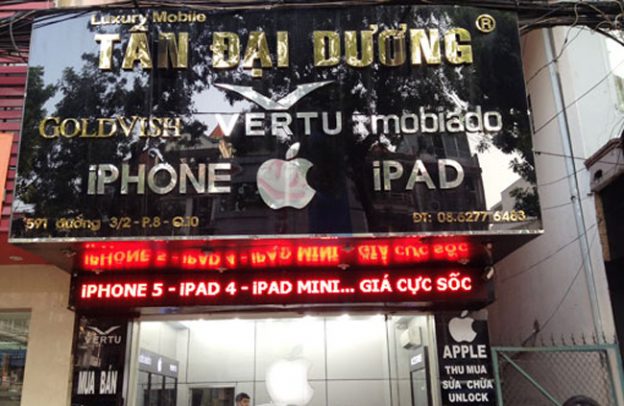 Luxury Mobile
TÂN ĐẠI DƯƠNG ®
GOLDVISH VERTU mobiado
iPHONE iPAD
591 đường 3/2 - P.8 - Q.10 ĐT: 08.6277 6483
iPHONE 5 - iPAD 4 - iPAD MINI... GIÁ CỰC SỐC
iPHONE 5 - iPAD 4 - iPAD MINI... GIÁ CỰC SỐC
VERTU
MUA BÁN
APPLE
THU MUA
SỬA CHỮA
UNLOCK